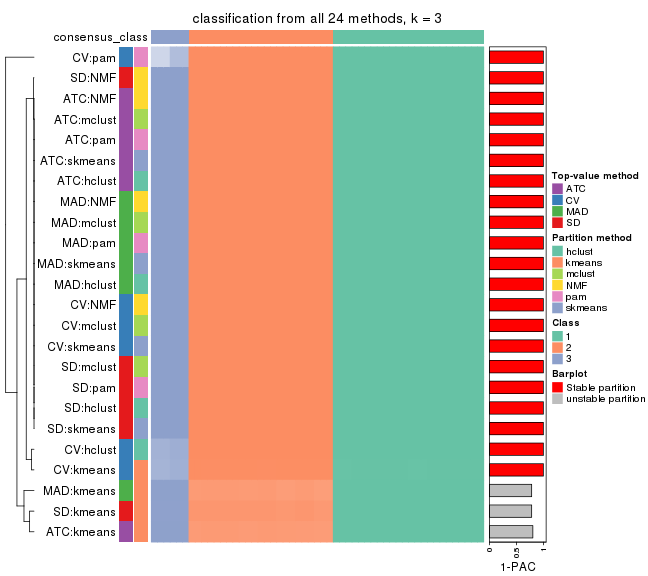 classification from all 24 methods, k = 3
consensus_class
CV:pam
SD:NMF
ATC:NMF
ATC:mclust
ATC:pam
ATC:skmeans
ATC:hclust
MAD:NMF
MAD:mclust
MAD:pam
MAD:skmeans
MAD:hclust
CV:NMF
CV:mclust
CV:skmeans
SD:mclust
SD:pam
SD:hclust
SD:skmeans
CV:hclust
CV:kmeans
MAD:kmeans
SD:kmeans
ATC:kmeans
0
0.5
1
1-PAC
Top-value method
ATC
CV
MAD
SD
Partition method
hclust
kmeans
mclust
NMF
pam
skmeans
Class
1
2
3
Barplot
Stable partition
unstable partition